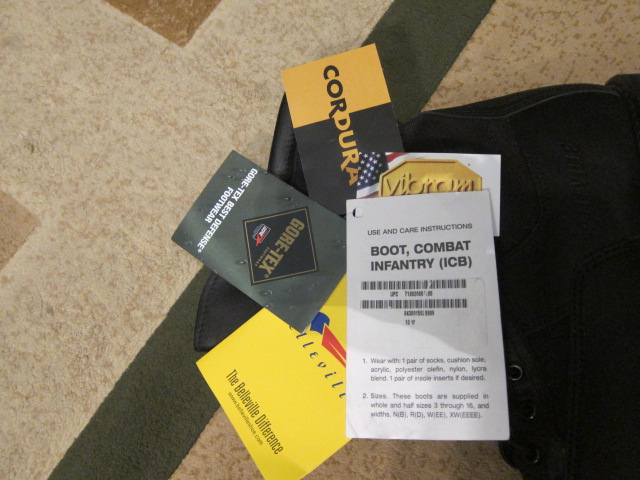 CORDURA
vibram
GORE-TEX BEST DEFENSE®
FOOTWEAR
GORE-TEX
Belleville
The Belleville Difference
USE AND CARE INSTRUCTIONS
BOOT, COMBAT
INFANTRY (ICB)
UPC
10 W
1. Wear with: 1 pair of socks, cushion sole,
acrylic, polyester olefin, nylon, lycra
blend. 1 pair of insole inserts if desired.
2. Sizes. These boots are supplied in
whole and half sizes 3 through 16, and
widths, N(B), R(D), W(EE), XW(EEEE).